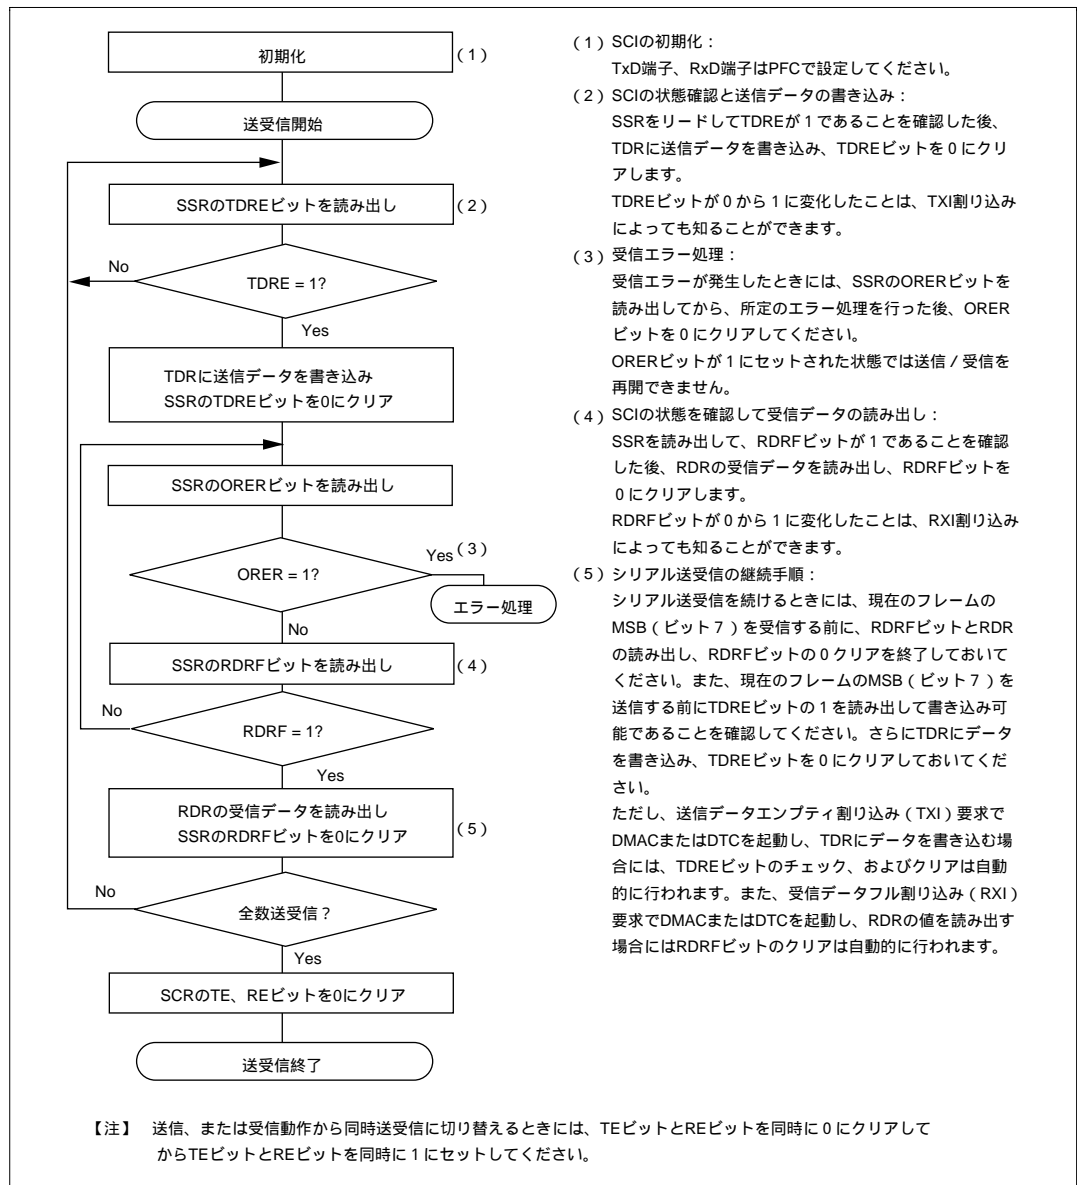 初期化
(1)
送受信開始
SSRのTDREビットを読み出し
(2)
No
TDRE = 1?
Yes
TDRに送信データを書き込み
SSRのTDREビットを0にクリア
SSRのORERビットを読み出し
Yes
(3)
ORER = 1?
エラー処理
No
SSRのRDRFビットを読み出し
(4)
No
RDRF = 1?
Yes
RDRの受信データを読み出し
SSRのRDRFビットを0にクリア
(5)
No
全数送受信?
Yes
SCRのTE、REビットを0にクリア
送受信終了
(1)SCIの初期化:
TxD端子、RxD端子はPFCで設定してください。
(2)SCIの状態確認と送信データの書き込み:
SSRをリードしてTDREが1であることを確認した後、
TDRに送信データを書き込み、TDREビットを0にクリ
アします。
TDREビットが0から1に変化したことは、TXI割り込み
によっても知ることができます。
(3)受信エラー処理:
受信エラーが発生したときには、SSRのORERビットを
読み出してから、所定のエラー処理を行った後、ORER
ビットを0にクリアしてください。
ORERビットが1にセットされた状態では送信/受信を
再開できません。
(4)SCIの状態を確認して受信データの読み出し:
SSRを読み出して、RDRFビットが1であることを確認
した後、RDRの受信データを読み出し、RDRFビットを
0にクリアします。
RDRFビットが0から1に変化したことは、RXI割り込み
によっても知ることができます。
(5)シリアル送受信の継続手順:
シリアル送受信を続けるときには、現在のフレームの
MSB(ビット7)を受信する前に、RDRFビットとRDR
の読み出し、RDRFビットの0クリアを終了しておいて
ください。また、現在のフレームのMSB(ビット7)を
送信する前にTDREビットの1を読み出して書き込み可
能であることを確認してください。さらにTDRにデータ
を書き込み、TDREビットを0にクリアしておいてくだ
さい。
ただし、送信データエンプティ割り込み(TXI)要求で
DMACまたはDTCを起動し、TDRにデータを書き込む場
合には、TDREビットのチェック、およびクリアは自動
的に行われます。また、受信データフル割り込み(RXI)
要求でDMACまたはDTCを起動し、RDRの値を読み出す
場合にはRDRFビットのクリアは自動的に行われます。
【注】 送信、または受信動作から同時送受信に切り替えるときには、TEビットとREビットを同時に0にクリアして
からTEビットとREビットを同時に1にセットしてください。